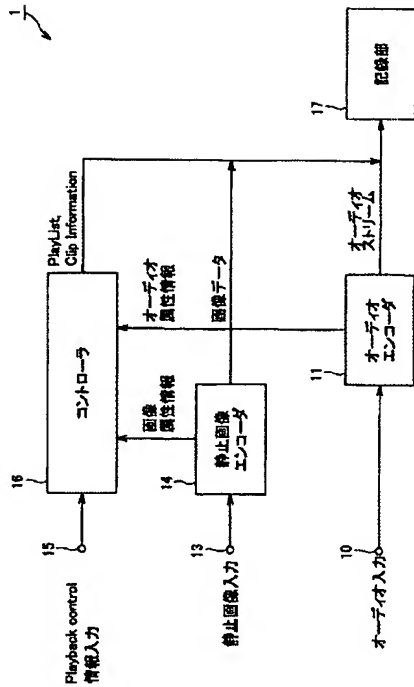 1
Playback control
情報入力
15
16
コントローラ
PlayList,
Clip Information
画像
属性情報
オーディオ
属性情報
静止画像入力
13
14
静止画像
エンコーダ
画像データ
オーディオ入力
10
11
オーディオ
エンコーダ
オーディオ
ストリーム
17
記録部